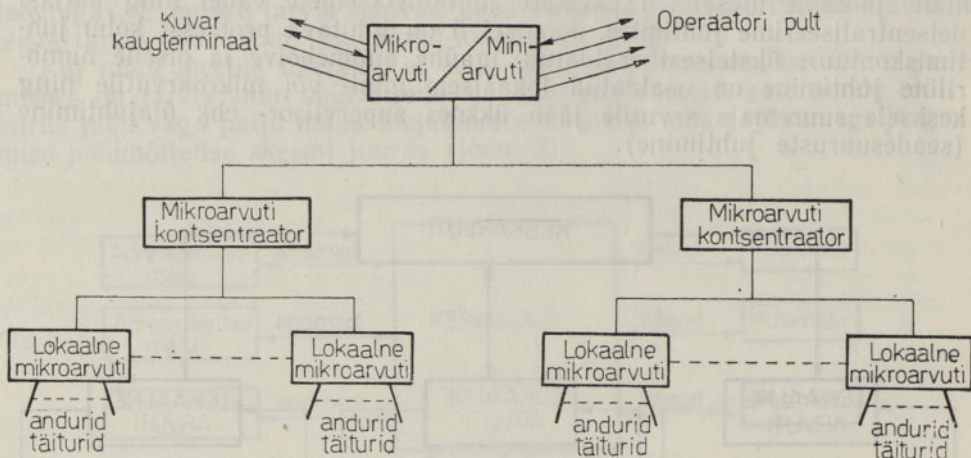 Kuvar
kaugterminaal
Mikro-
arvuti
Mini
arvuti
Operaatori pult
Mikroarvuti
kontsentraator
Mikroarvuti
kontsentraator
Lokaalne
mikroarvuti
Lokaalne
mikroarvuti
Lokaalne
mikroarvuti
Lokaalne
mikroarvuti
andurid
täiturid
andurid
täiturid
andurid
täiturid
andurid
täiturid